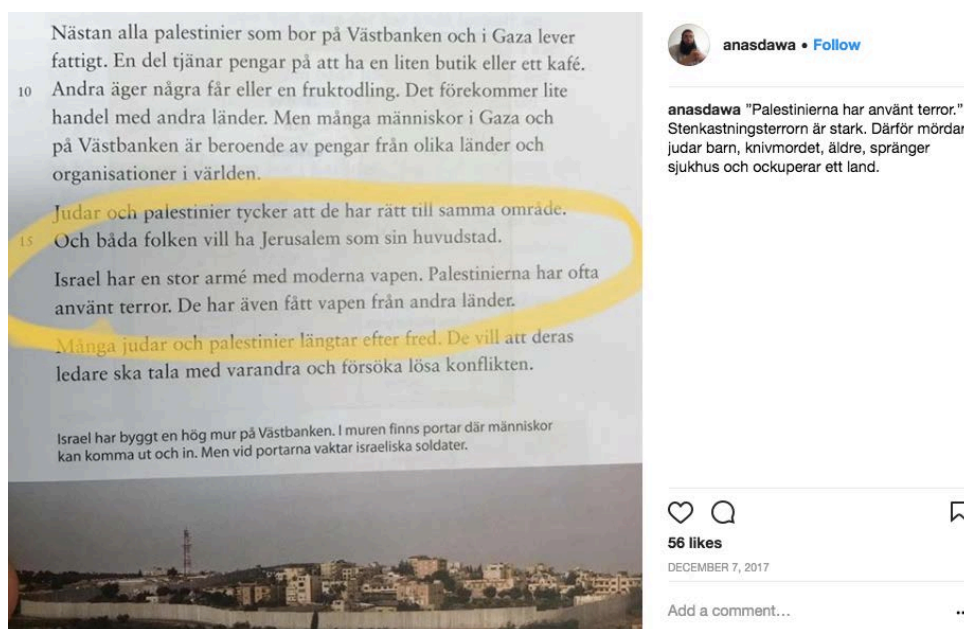 Nästan alla palestinier som bor på Västbanken och i Gaza lever
fattigt. En del tjänar pengar på att ha en liten butik eller ett kafé.
10 Andra äger några får eller en fruktodling. Det förekommer lite
handel med andra länder. Men många människor i Gaza och
på Västbanken är beroende av pengar från olika länder och
organisationer i världen.
Judar och palestinier tycker att de har rätt till samma område.
15 Och båda folken vill ha Jerusalem som sin huvudstad.
Israel har en stor armé med moderna vapen. Palestinierna har ofta
använt terror. De har även fått vapen från andra länder.
Många judar och palestinier längtar efter fred. De vill att deras
ledare ska tala med varandra och försöka lösa konflikten.
Israel har byggt en hög mur på Västbanken. I muren finns portar där människor
kan komma ut och in. Men vid portarna vaktar israeliska soldater.
anasdawa • Follow
anasdawa "Palestinierna har använt terror."
Stenkastningsterrorn är stark. Därför mördar
judar barn, knivmordet, äldre, spränger
sjukhus och ockuperar ett land.
56 likes
DECEMBER 7, 2017
Add a comment...